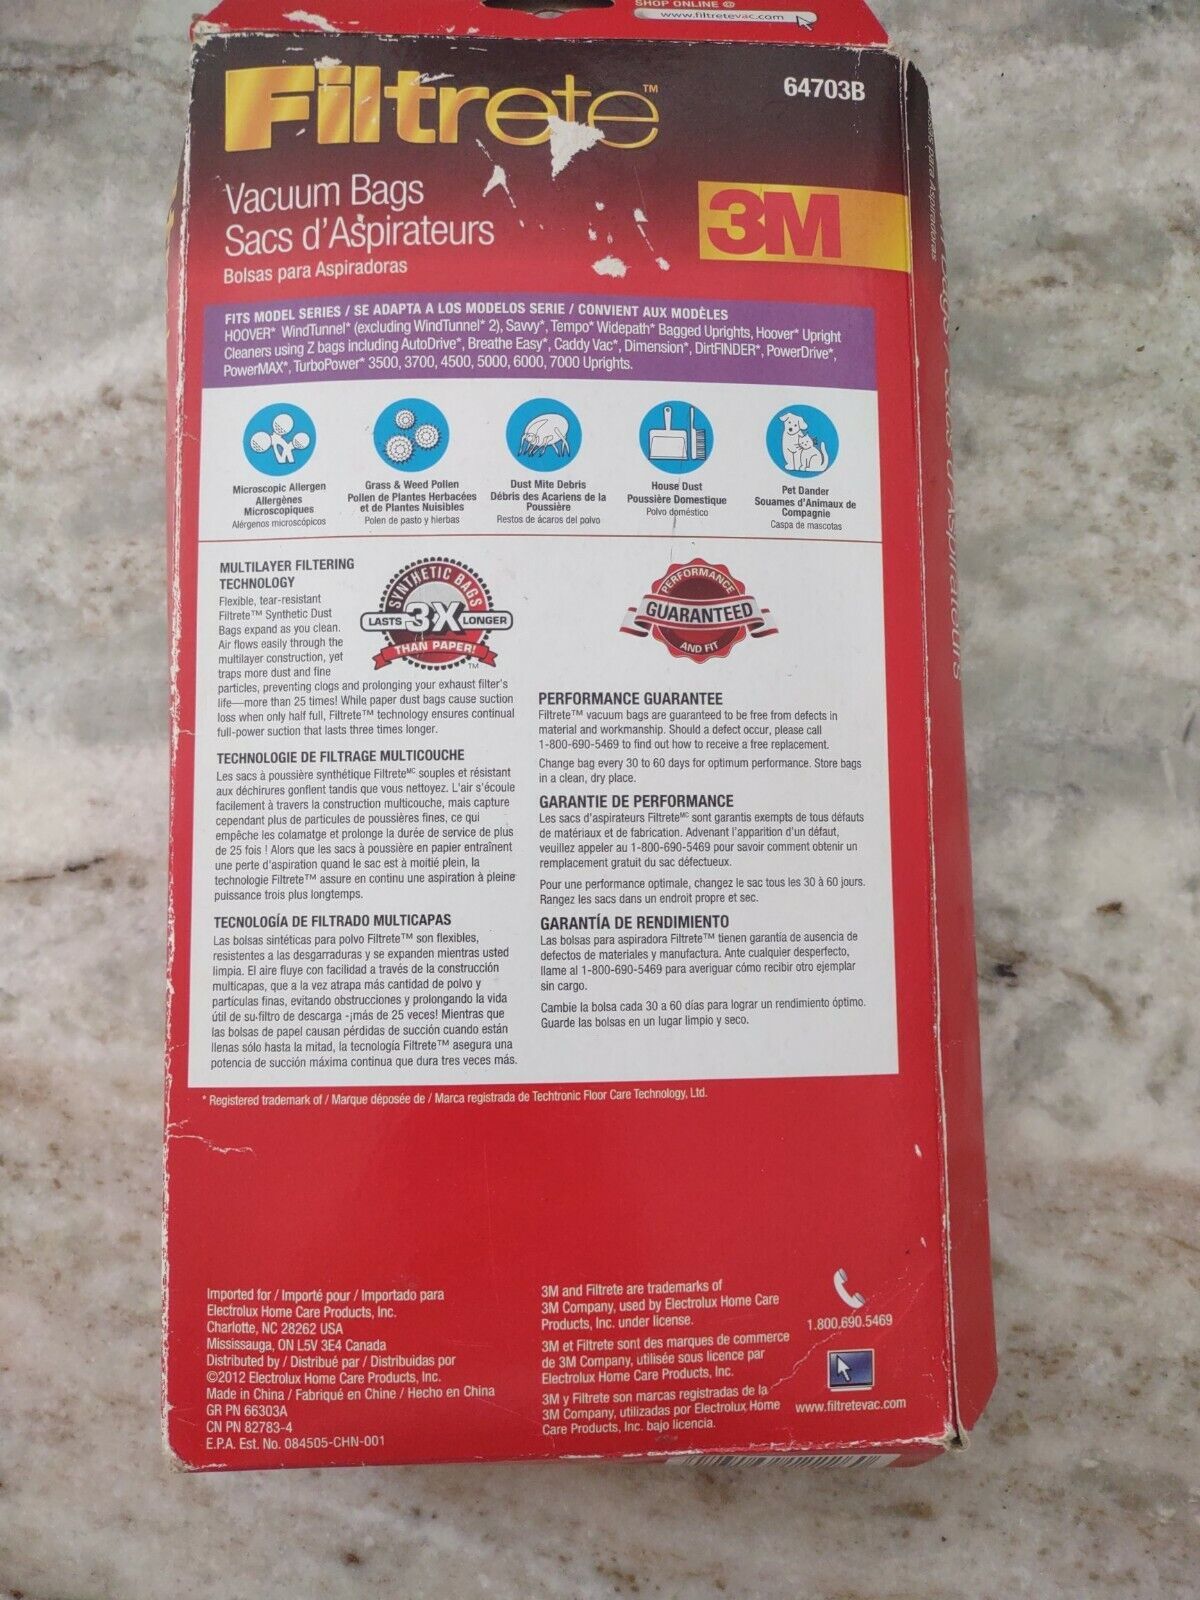 SHOP ONLINE @
www.filtretevac.com
Filtrete™
64703B
Vacuum Bags
Sacs d'Aspirateurs
Bolsas para Aspiradoras
3M
FITS MODEL SERIES / SE ADAPTA A LOS MODELOS SERIE / CONVIENT AUX MODÈLES
HOOVER* WindTunnel* (excluding WindTunnel* 2), Savvy*, Tempo* Widepath* Bagged Uprights, Hoover* Upright
Cleaners using Z bags including AutoDrive*, Breathe Easy*, Caddy Vac*, Dimension*, DirtFINDER*, PowerDrive*,
PowerMAX*, TurboPower* 3500, 3700, 4500, 5000, 6000, 7000 Uprights.
Microscopic Allergen
Allergènes
Microscopiques
Alérgenos microscópicos
Grass & Weed Pollen
Pollen de Plantes Herbacées
et de Plantes Nuisibles
Polen de pasto y hierbas
Dust Mite Debris
Débris des Acariens de la
Poussière
Restos de ácaros del polvo
House Dust
Poussière Domestique
Polvo doméstico
Pet Dander
Souames d'Animaux de
Compagnie
Caspa de mascotas
MULTILAYER FILTERING
TECHNOLOGY
Flexible, tear-resistant
Filtrete™ Synthetic Dust
Bags expand as you clean.
Air flows easily through the
multilayer construction, yet
traps more dust and fine
particles, preventing clogs and prolonging your exhaust filter's
life—more than 25 times! While paper dust bags cause suction
loss when only half full, Filtrete™ technology ensures continual
full-power suction that lasts three times longer.
SYNTHETIC BAGS
LASTS 3X LONGER
THAN PAPER!
TM
TECHNOLOGIE DE FILTRAGE MULTICOUCHE
Les sacs à poussière synthétique Filtrete MC souples et résistant
aux déchirures gonflent tandis que vous nettoyez. L'air s'écoule
facilement à travers la construction multicouche, mais capture
cependant plus de particules de poussières fines, ce qui
empêche les colamatge et prolonge la durée de service de plus
de 25 fois ! Alors que les sacs à poussière en papier entraînent
une perte d'aspiration quand le sac est à moitié plein, la
technologie Filtrete™ assure en continu une aspiration à pleine
puissance trois plus longtemps.
TECNOLOGÍA DE FILTRADO MULTICAPAS
Las bolsas sintéticas para polvo Filtrete™ son flexibles,
resistentes a las desgarraduras y se expanden mientras usted
limpia. El aire fluye con facilidad a través de la construcción
multicapas, que a la vez atrapa más cantidad de polvo y
partículas finas, evitando obstrucciones y prolongando la vida
útil de su filtro de descarga -¡más de 25 veces! Mientras que
las bolsas de papel causan pérdidas de succión cuando están
llenas sólo hasta la mitad, la tecnología Filtrete™ asegura una
potencia de succión máxima continua que dura tres veces más.
PERFORMANCE
GUARANTEED
AND FIT
PERFORMANCE GUARANTEE
Filtrete™ vacuum bags are guaranteed to be free from defects in
material and workmanship. Should a defect occur, please call
1-800-690-5469 to find out how to receive a free replacement.
Change bag every 30 to 60 days for optimum performance. Store bags
in a clean, dry place.
GARANTIE DE PERFORMANCE
Les sacs d'aspirateurs Filtrete MC sont garantis exempts de tous défauts
de matériaux et de fabrication. Advenant l'apparition d'un défaut,
veuillez appeler au 1-800-690-5469 pour savoir comment obtenir un
remplacement gratuit du sac défectueux.
Pour une performance optimale, changez le sac tous les 30 à 60 jours.
Rangez les sacs dans un endroit propre et sec.
GARANTÍA DE RENDIMIENTO
Las bolsas para aspiradora Filtrete™ tienen garantía de ausencia de
defectos de materiales y manufactura. Ante cualquier desperfecto,
llame al 1-800-690-5469 para averiguar cómo recibir otro ejemplar
sin cargo.
Cambie la bolsa cada 30 a 60 días para lograr un rendimiento óptimo.
Guarde las bolsas en un lugar limpio y seco.
* Registered trademark of / Marque déposée de / Marca registrada de Techtronic Floor Care Technology, Ltd.
Imported for / Importé pour / Importado para
Electrolux Home Care Products, Inc.
Charlotte, NC 28262 USA
Mississauga, ON L5V 3E4 Canada
Distributed by / Distribué par / Distribuidas por
©2012 Electrolux Home Care Products, Inc.
Made in China / Fabriqué en Chine / Hecho en China
GR PN 66303A
CN PN 82783-4
E.P.A. Est. No. 084505-CHN-001
3M and Filtrete are trademarks of
3M Company, used by Electrolux Home Care
Products, Inc. under license.
3M et Filtrete sont des marques de commerce
de 3M Company, utilisée sous licence par
Electrolux Home Care Products, Inc.
3M y Filtrete son marcas registradas de la
3M Company, utilizadas por Electrolux Home
Care Products, Inc. bajo licencia.
1.800.690.5469
www.filtretevac.com
Sacs d'Aspirateurs
para Aspiradoras